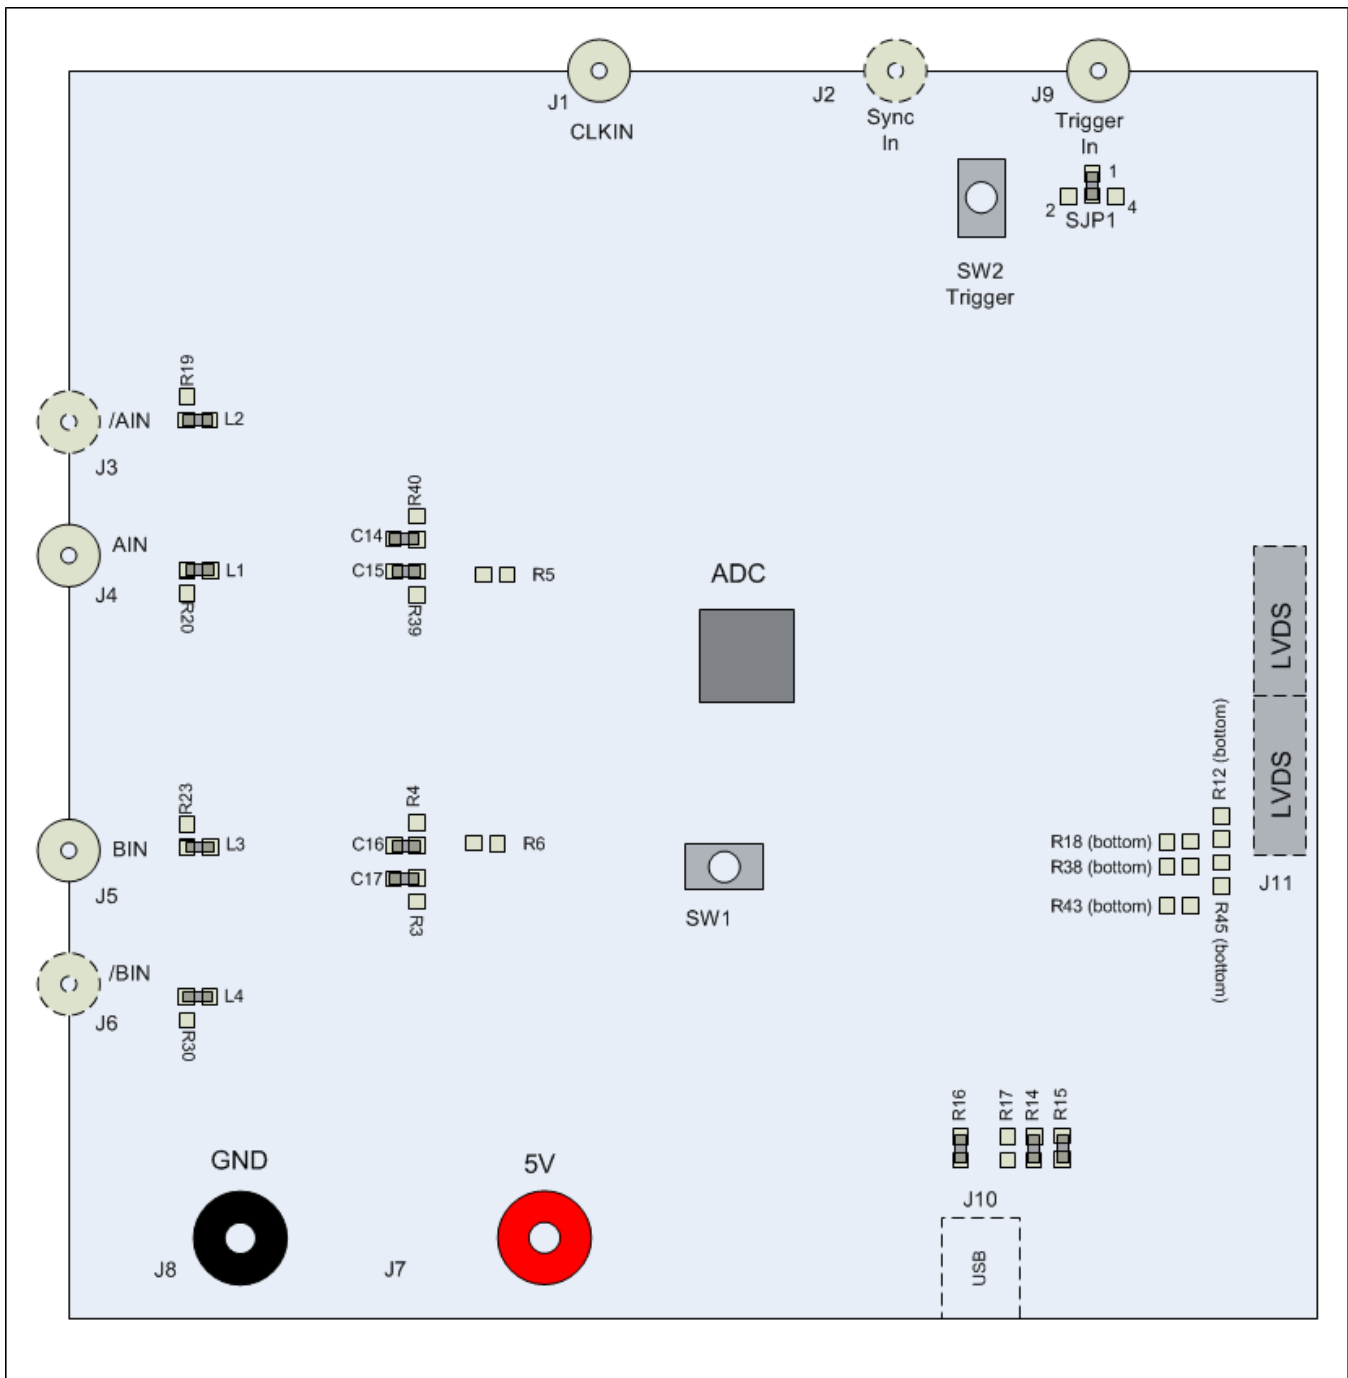 J1
CLKIN
J2
Sync
In
J9
Trigger
In
1
2
4
SJP1
SW2
Trigger
R19
/AIN
L2
J3
R40
C14
AIN
L1
C15
R5
J4
R20
R39
ADC
LVDS
LVDS
R12 (bottom)
R23
R4
BIN
L3
C16
R6
R18 (bottom)
C17
R38 (bottom)
J5
J11
R43 (bottom)
R3
SW1
R45 (bottom)
/BIN
L4
J6
R30
R16
R17
R14
R15
GND
5V
J10
J8
J7
USB